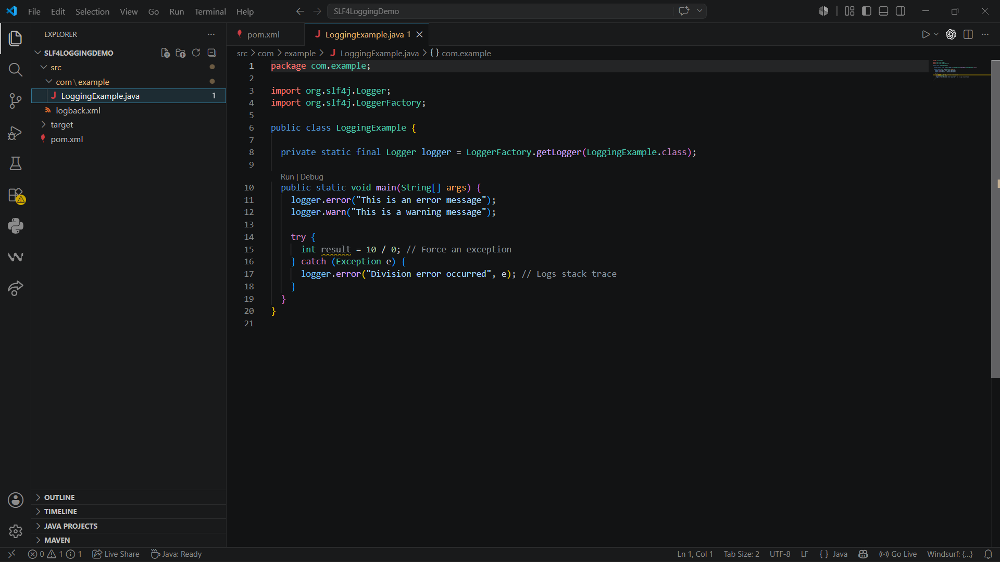 File Edit Selection View Go Run Terminal Help
SLF4LoggingDemo
EXPLORER
SLF4LOGGINGDEMO
src
com\example
LoggingExample.java 1
logback.xml
target
pom.xml
OUTLINE
TIMELINE
JAVA PROJECTS
MAVEN
pom.xml
LoggingExample.java 1
src > com > example > LoggingExample.java > {} com.example
1 package com.example;
2
3 import org.slf4j.Logger;
4 import org.slf4j.LoggerFactory;
5
6 public class LoggingExample {
7
8 private static final Logger logger = LoggerFactory.getLogger(LoggingExample.class);
9
Run | Debug
10 public static void main(String[] args) {
11 logger.error("This is an error message");
12 logger.warn("This is a warning message");
13
14 try {
15 int result = 10 / 0; // Force an exception
16 } catch (Exception e) {
17 logger.error("Division error occurred", e); // Logs stack trace
18 }
19 }
20 }
21
0 1 1 Live Share Java: Ready
Ln 1, Col 1 Tab Size: 2 UTF-8 LF {} Java Go Live Windsurf: {...}